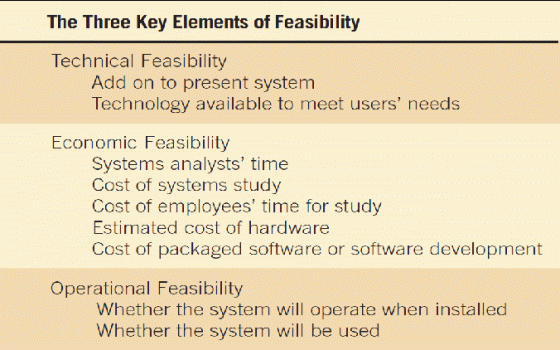 The Three Key Elements of Feasibility
Technical Feasibility
Add on to present system
Technology available to meet users’ needs
Economic Feasibility
Systems analysts’ time
Cost of systems study
Cost of employees’ time for study
Estimated cost of hardware
Cost of packaged software or software development
Operational Feasibility
Whether the system will operate when installed
Whether the system will be used